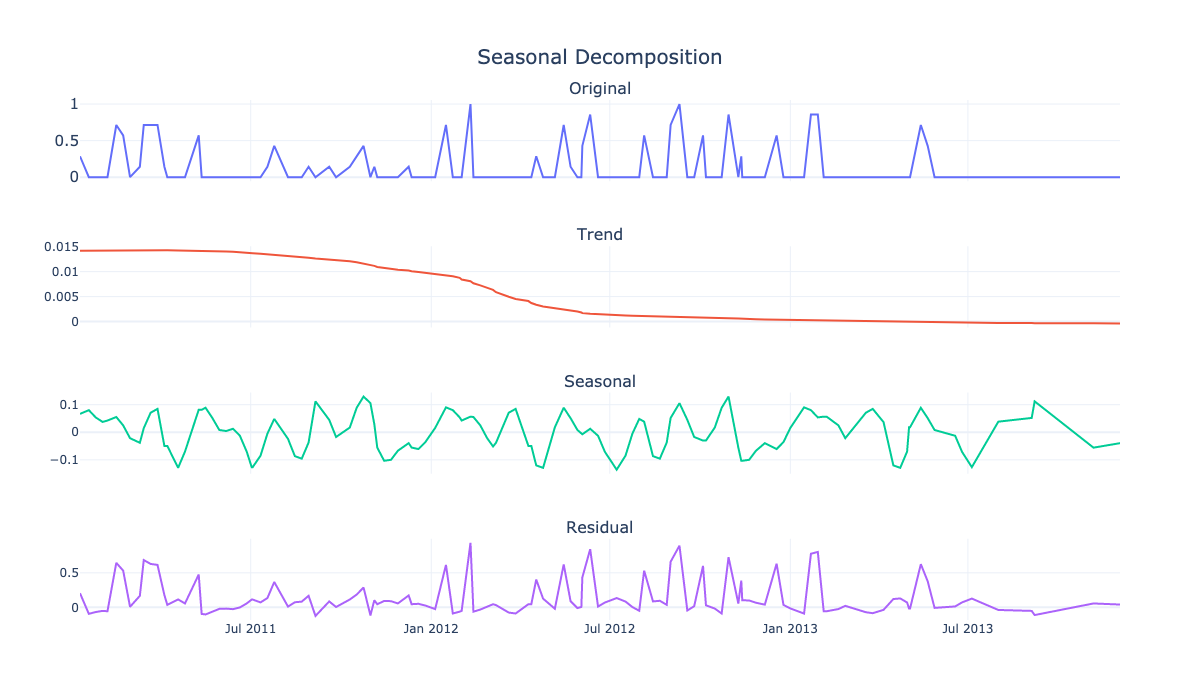 Seasonal Decomposition
Original
1
0.5
0
Trend
0.015
0.01
0.005
0
Seasonal
0.1
0
−0.1
Residual
0.5
0
Jul 2011 Jan 2012 Jul 2012 Jan 2013 Jul 2013